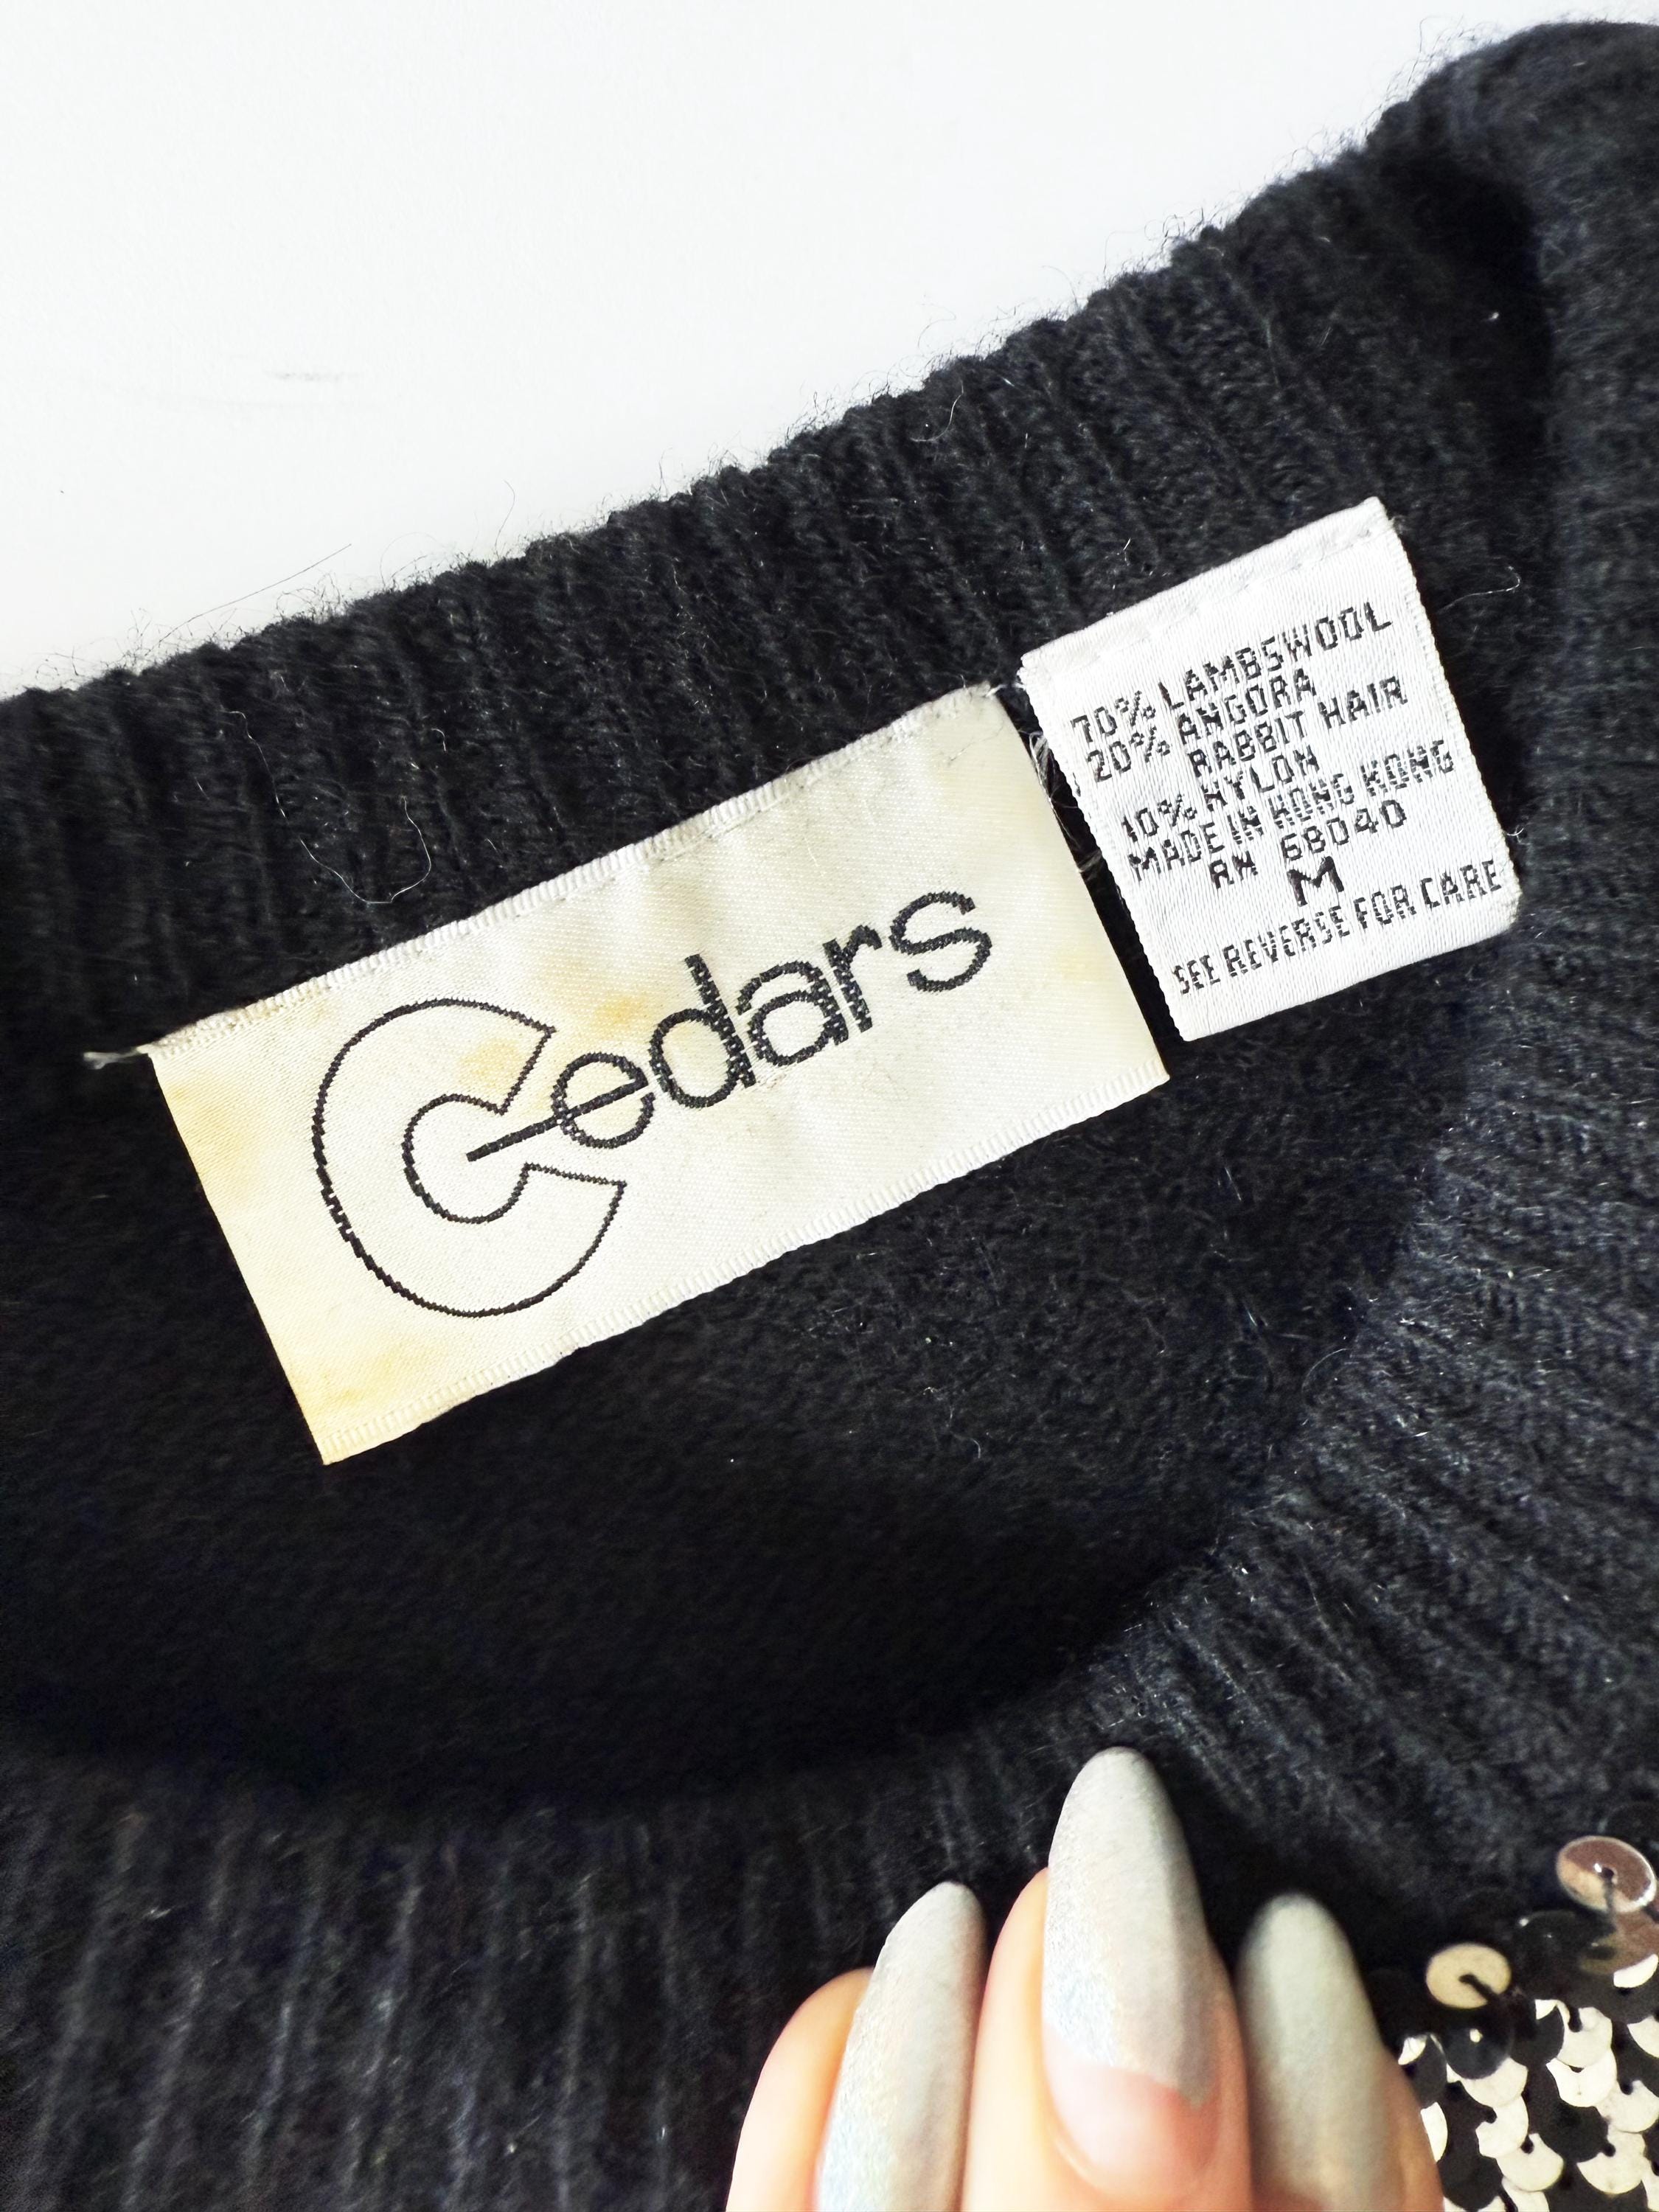 Cedars
70% LAMBSWOOL
20% ANGORA
RABBIT HAIR
10% NYLON
MADE IN HONG KONG
RN 68040
M
SEE REVERSE FOR CARE